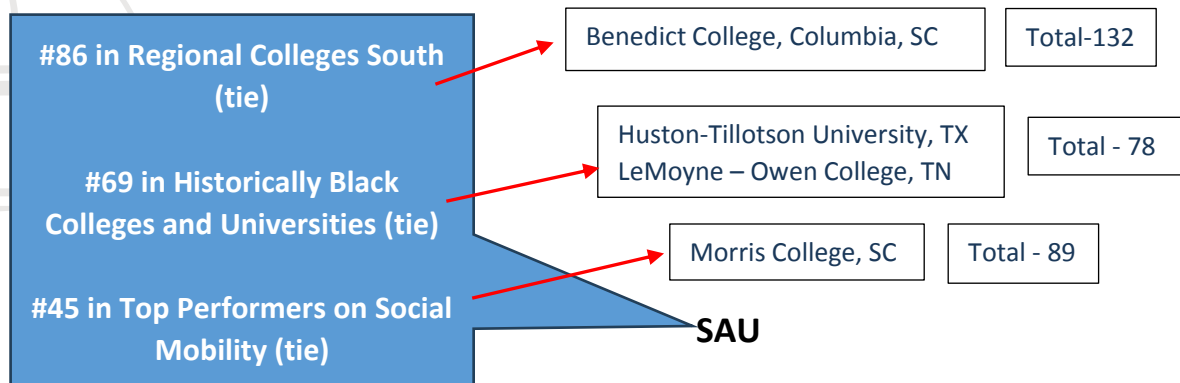 #86 in Regional Colleges South
(tie)
Benedict College, Columbia, SC
Total-132
#69 in Historically Black
Colleges and Universities (tie)
Huston-Tillotson University, TX
LeMoyne – Owen College, TN
Total - 78
#45 in Top Performers on Social
Mobility (tie)
Morris College, SC
Total - 89
SAU